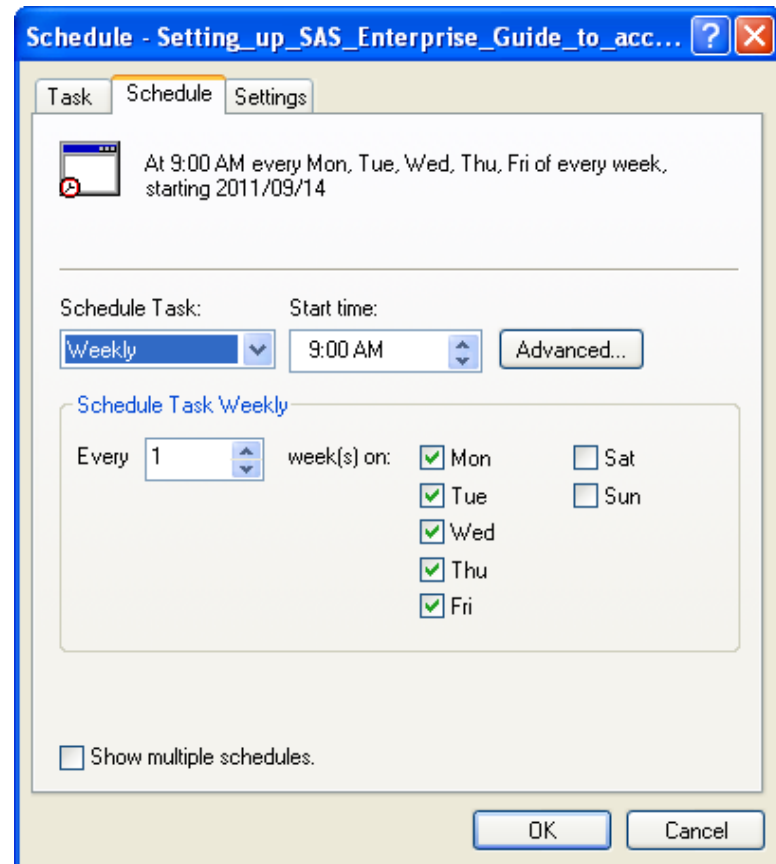 Schedule - Setting_up_SAS_Enterprise_Guide_to_acc...
Task Schedule Settings
At 9:00 AM every Mon, Tue, Wed, Thu, Fri of every week,
starting 2011/09/14
Schedule Task: Start time:
Weekly 9:00 AM Advanced...
Schedule Task Weekly
Every 1 week(s) on: Mon Sat
Tue Sun
Wed
Thu
Fri
Show multiple schedules.
OK Cancel